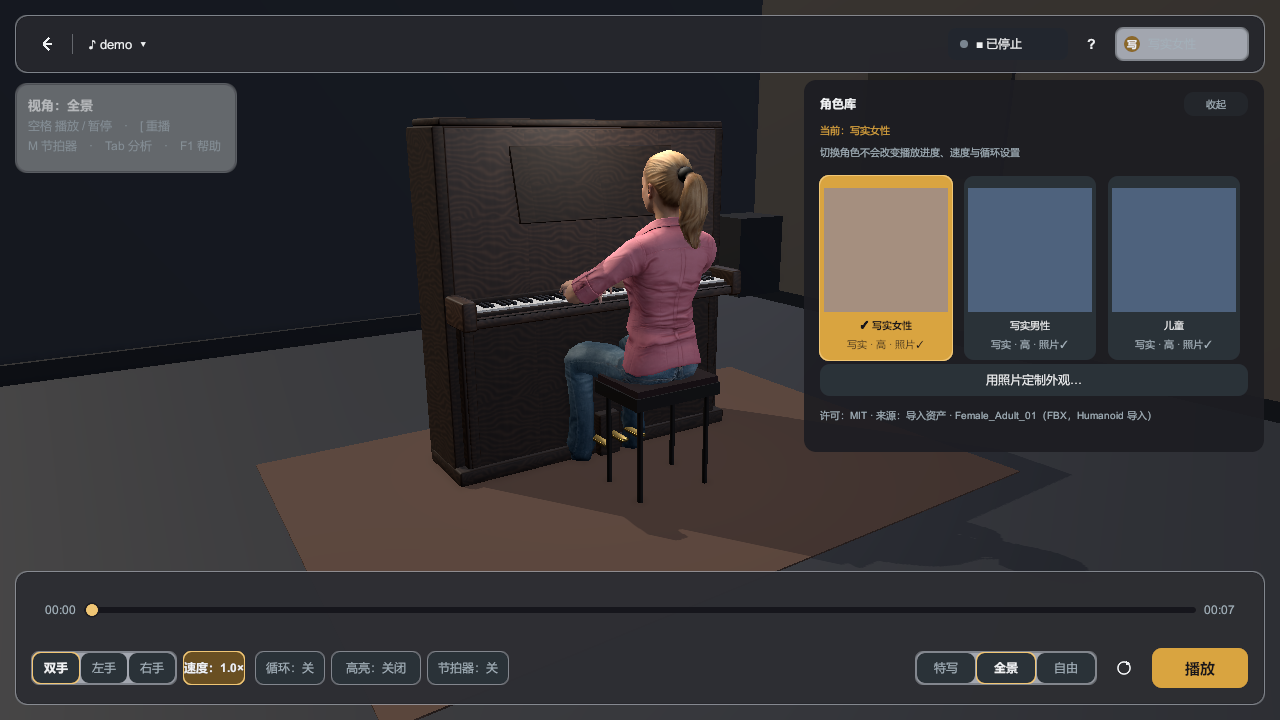 ♪ demo ▼
■ 已停止
?
写 写实女性
视角：全景
空格 播放 / 暂停 · [ 重播
M 节拍器 · Tab 分析 · F1 帮助
角色库
收起
当前：写实女性
切换角色不会改变播放进度、速度与循环设置
✔ 写实女性
写实 · 高 · 照片✓
写实男性
写实 · 高 · 照片✓
儿童
写实 · 高 · 照片✓
用照片定制外观...
许可：MIT · 来源：导入资产 · Female_Adult_01（FBX，Humanoid 导入）
00:00
00:07
双手
左手
右手
速度：1.0×
循环：关
高亮：关闭
节拍器：关
特写
全景
自由
播放